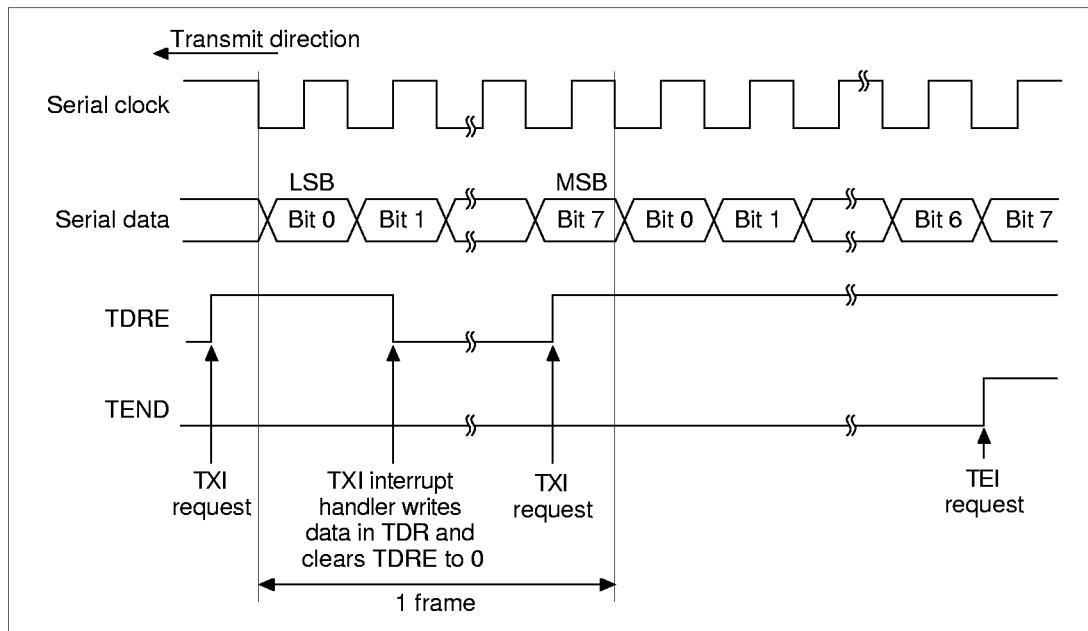 Transmit direction
Serial clock
LSB
MSB
Serial data
Bit 0
Bit 1
Bit 7
Bit 0
Bit 1
Bit 6
Bit 7
TDRE
TEND
TXI
request
TXI interrupt
handler writes
data in TDR and
clears TDRE to 0
TXI
request
TEI
request
1 frame